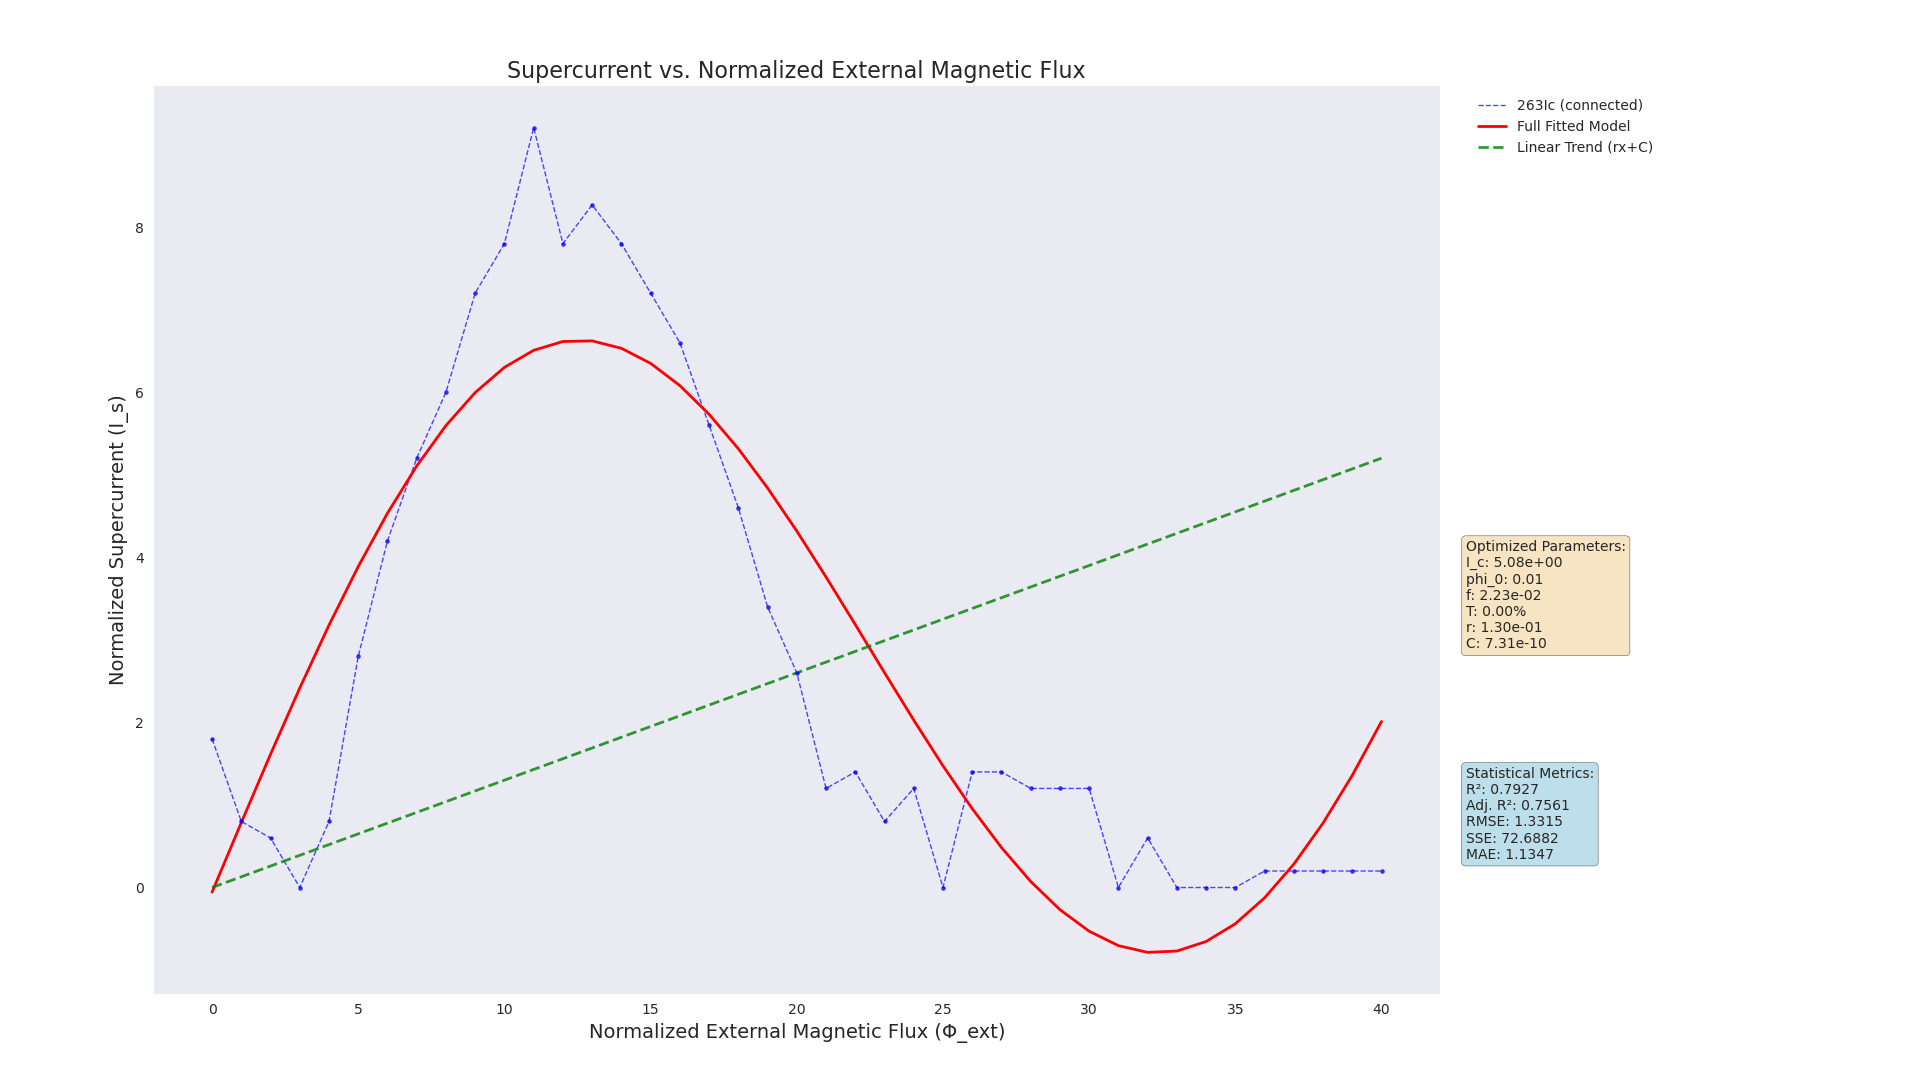 Supercurrent vs. Normalized External Magnetic Flux
263Ic (connected)
Full Fitted Model
Linear Trend (rx+C)
Normalized Supercurrent (I_s)
8
6
4
2
0
0 5 10 15 20 25 30 35 40
Normalized External Magnetic Flux (Φ_ext)
Optimized Parameters:
I_c: 5.08e+00
phi_0: 0.01
f: 2.23e-02
T: 0.00%
r: 1.30e-01
C: 7.31e-10
Statistical Metrics:
R²: 0.7927
Adj. R²: 0.7561
RMSE: 1.3315
SSE: 72.6882
MAE: 1.1347